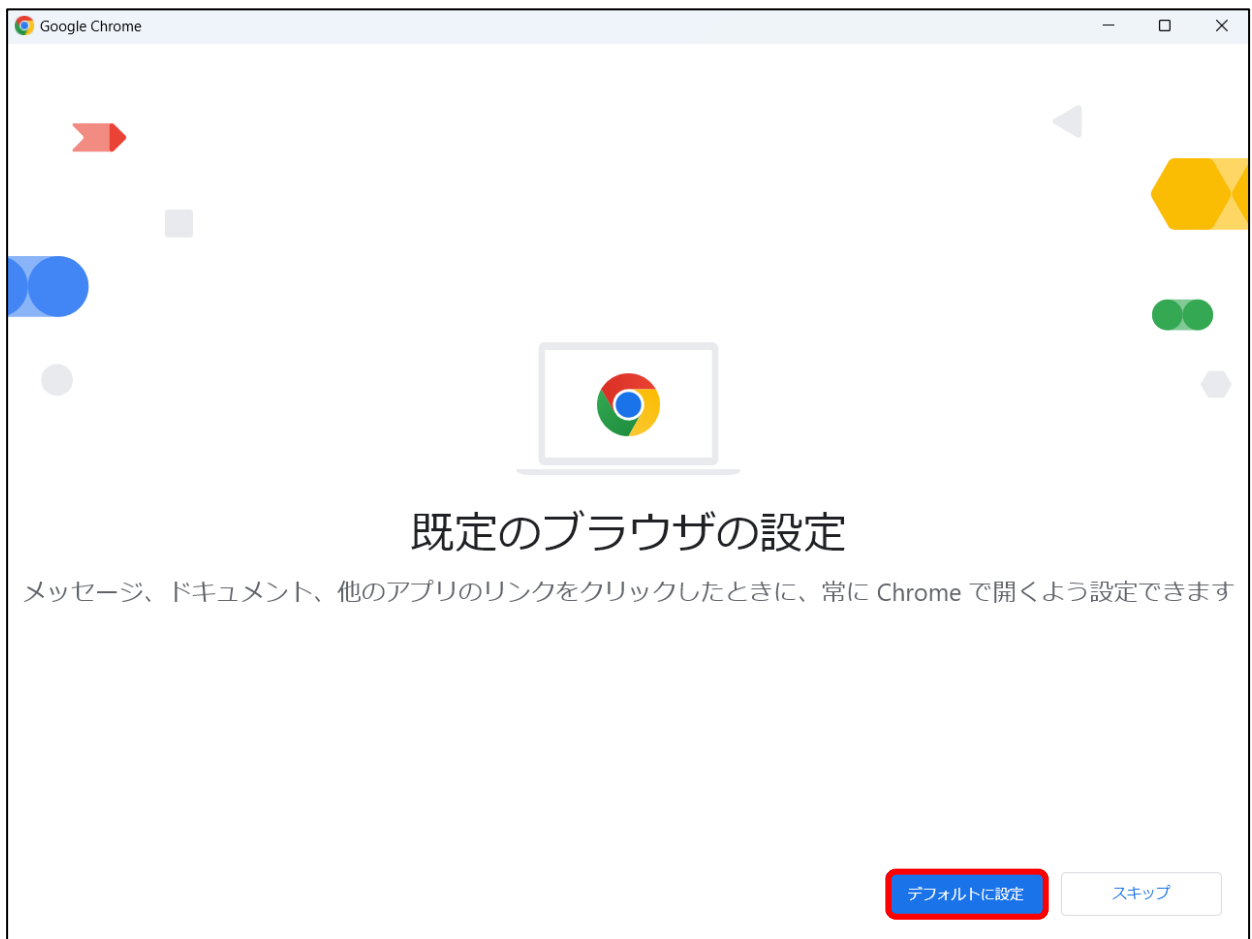 Google Chrome
既定のブラウザの設定
メッセージ、ドキュメント、他のアプリのリンクをクリックしたときに、常に Chrome で開くよう設定できます
デフォルトに設定
スキップ